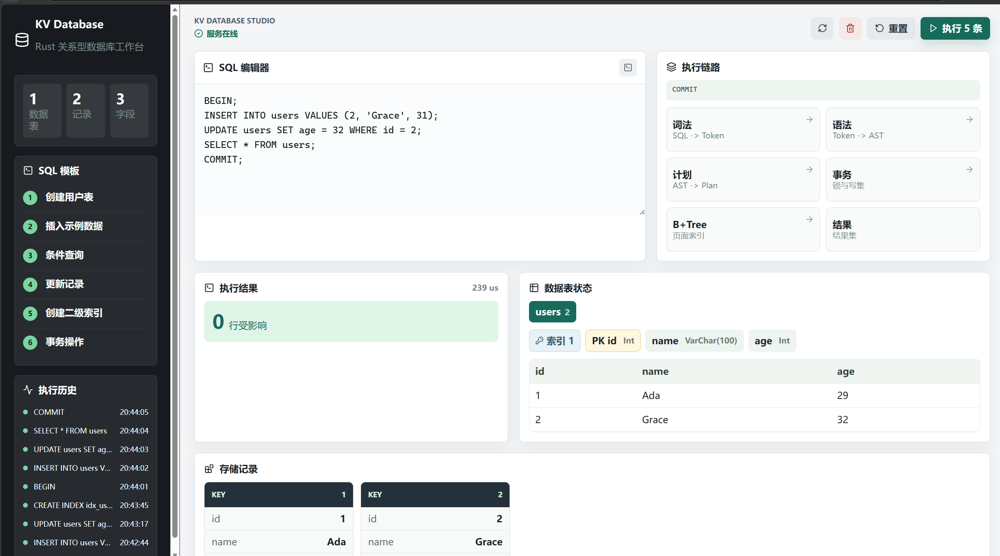 KV Database
Rust 关系型数据库工作台
1
数据表
2
记录
3
字段
SQL 模板
1 创建用户表
2 插入示例数据
3 条件查询
4 更新记录
5 创建二级索引
6 事务操作
执行历史
COMMIT 20:44:05
SELECT * FROM users 20:44:04
UPDATE users SET ag... 20:44:03
INSERT INTO users V... 20:44:02
BEGIN 20:44:01
CREATE INDEX idx_us... 20:43:45
UPDATE users SET ag... 20:43:17
INSERT INTO users V... 20:42:44
KV DATABASE STUDIO
服务在线
重置
执行 5 条
SQL 编辑器
BEGIN;
INSERT INTO users VALUES (2, 'Grace', 31);
UPDATE users SET age = 32 WHERE id = 2;
SELECT * FROM users;
COMMIT;
执行链路
COMMIT
词法
SQL -> Token
语法
Token -> AST
计划
AST -> Plan
事务
锁与写集
B+Tree
页面索引
结果
结果集
执行结果 239 us
0 行受影响
数据表状态
users 2
索引 1 PK id Int name VarChar(100) age Int
id name age
1 Ada 29
2 Grace 32
存储记录
KEY 1
id 1
name Ada
KEY 2
id 2
name Grace